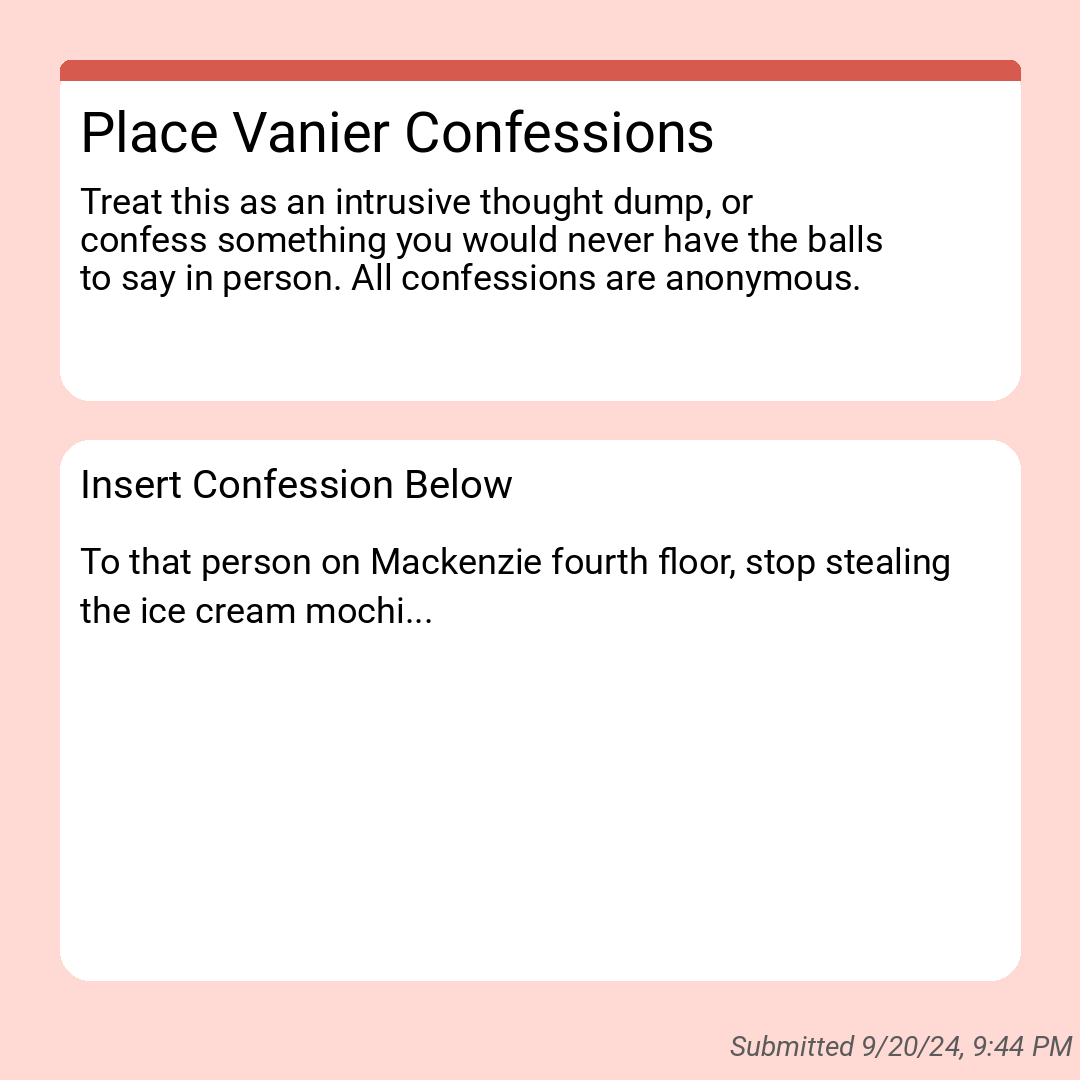 Place Vanier Confessions
Treat this as an intrusive thought dump, or
confess something you would never have the balls
to say in person. All confessions are anonymous.
Insert Confession Below
To that person on Mackenzie fourth floor, stop stealing
the ice cream mochi...
Submitted 9/20/24, 9:44 PM